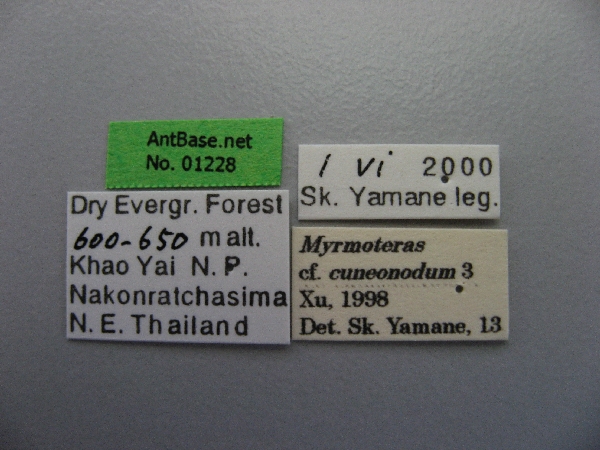 AntBase.net
No. 01228
Dry Evergr. Forest
600-650 m alt.
Khao Yai N. P.
Nakonratchasima
N. E. Thailand
1 vi 2000
Sk. Yamane leg.
Myrmoteras
cf. cuneonodum 3
Xu, 1998
Det. Sk. Yamane, 13